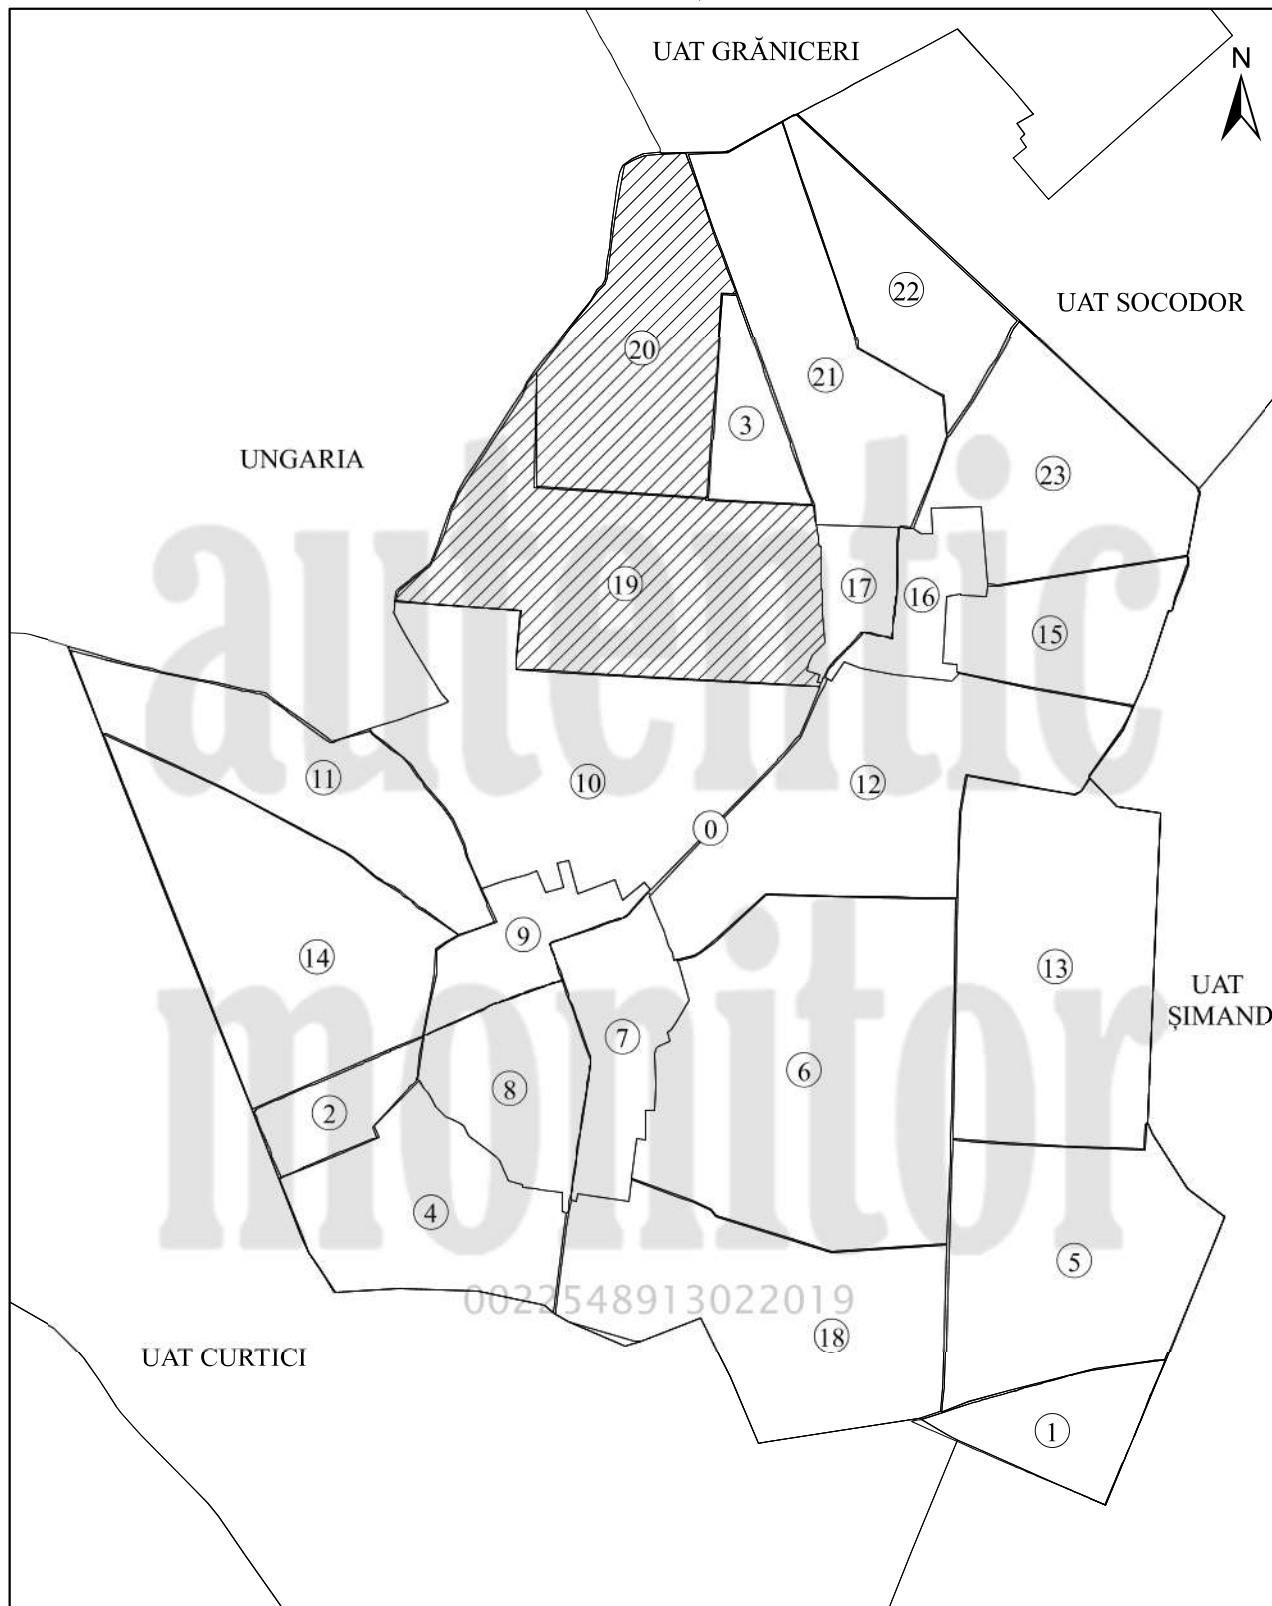 UAT GRĂNICERI
N
22
UAT SOCODOR
20
21
3
UNGARIA
23
19
17
16
15
11
10
12
0
9
14
13
UAT
ȘIMAND
7
6
8
2
4
5
18
UAT CURTICI
1
autentic
monitor
0022548913022019